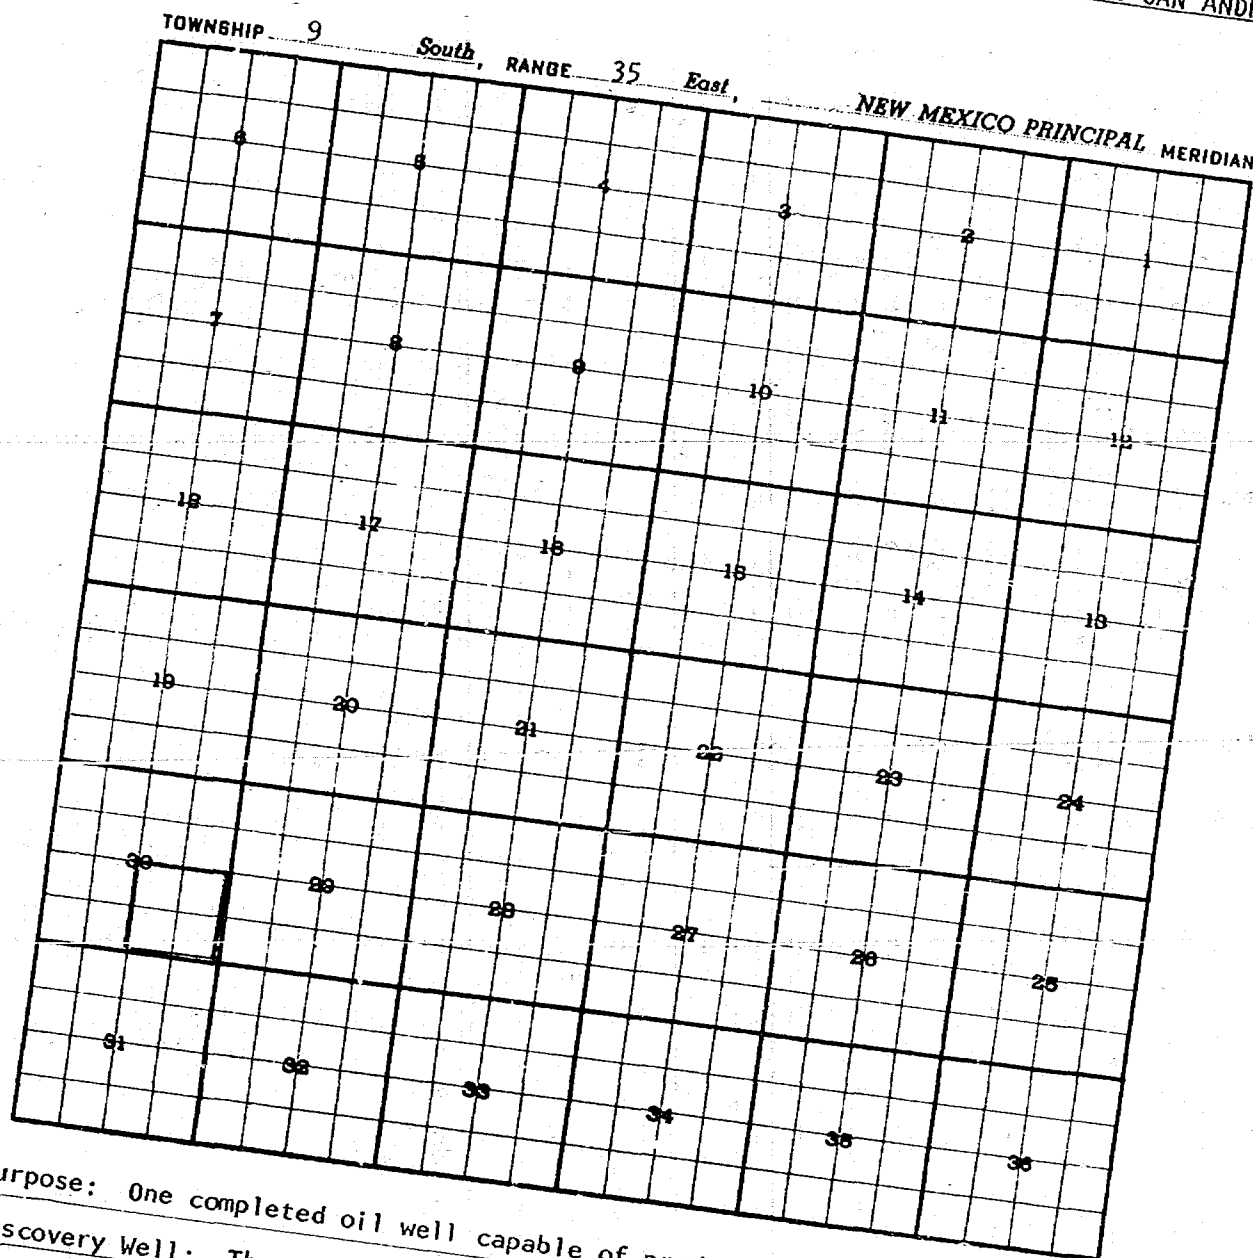 SAN
TOWNSHIP 9 South, RANGE 35 East, NEW MEXICO PRINCIPAL MERIDIAN
6 5 4 3 2 1
7 8 9 10 11 12
18 17 16 15 14 13
19 20 21 22 23 24
30 29 28 27 26 25
31 32 33 34 35 36
urpose: One completed oil well capable of
scovery Well: